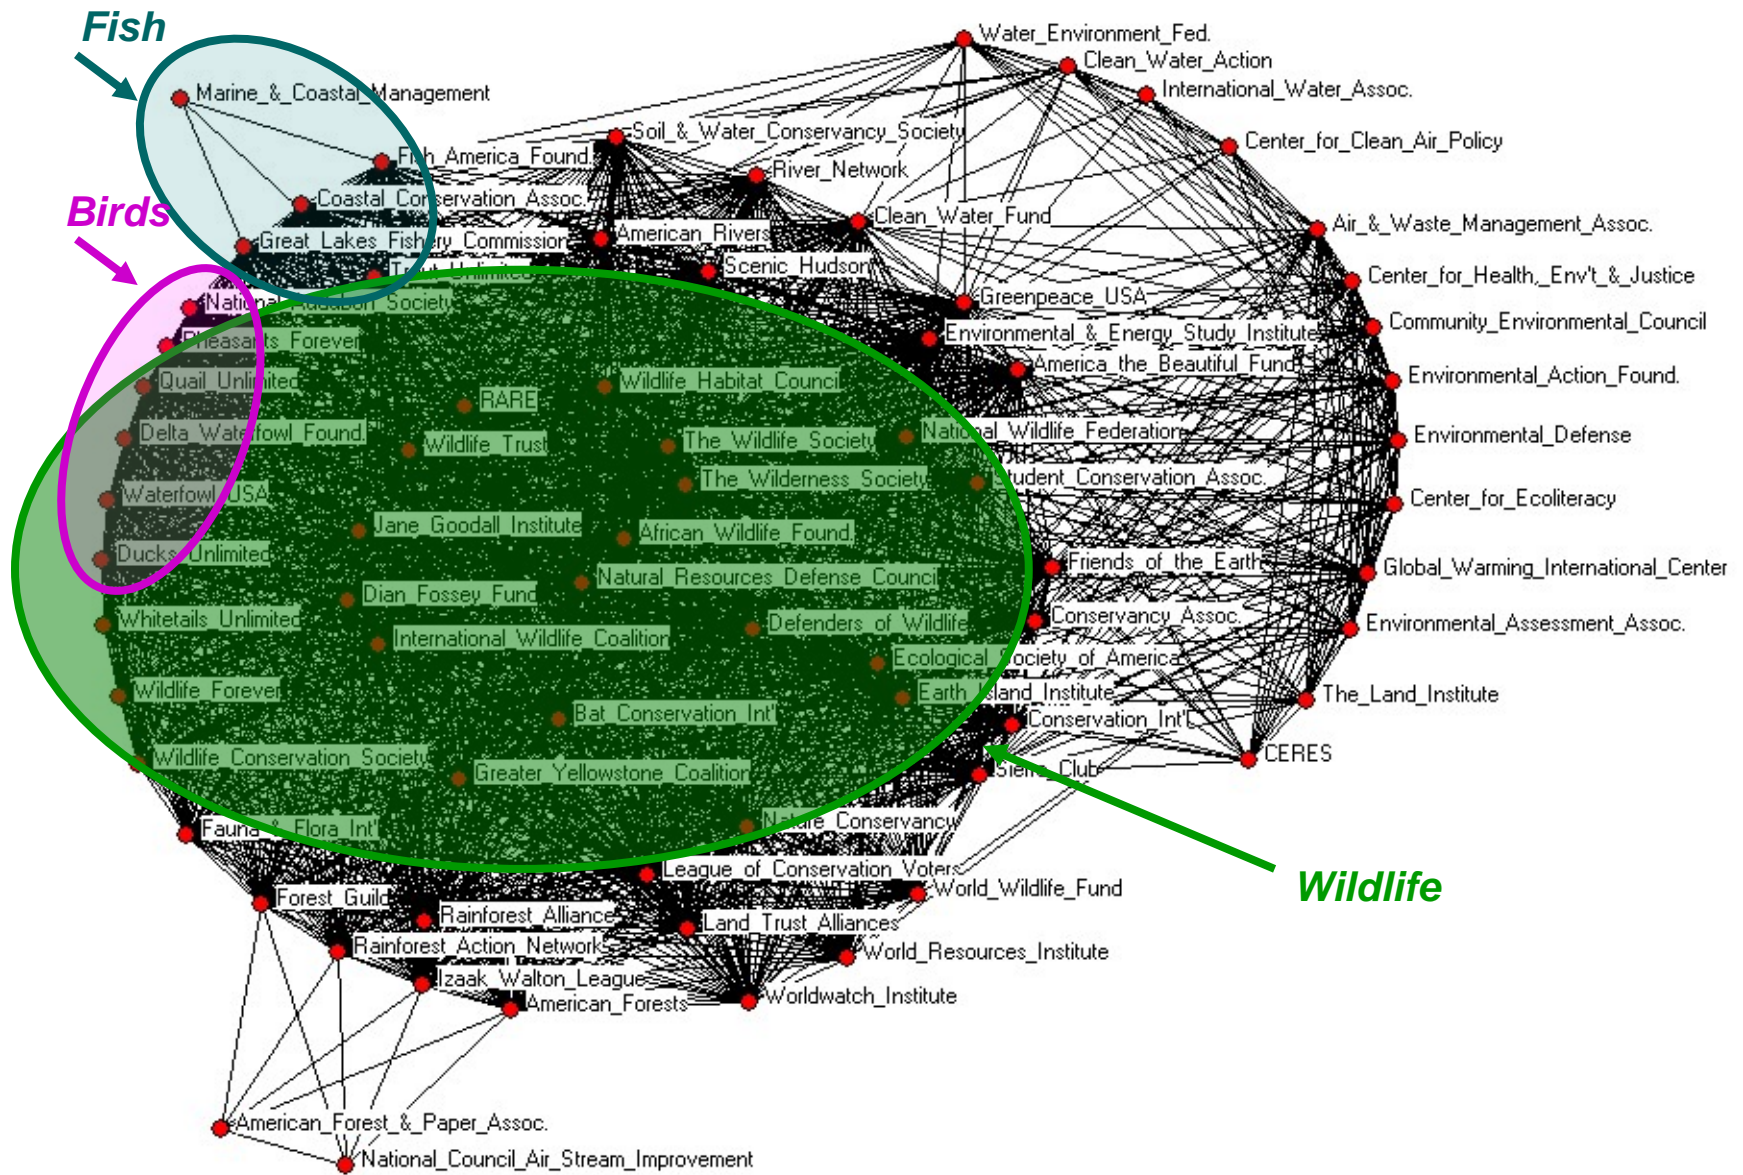 Fish
Water_Environment_Fed.
Clean_Water_Action
Marine_&_Coastal_Management
International_Water_Assoc.
Soil_&_Water_Conservancy_Society
Center_for_Clean_Air_Policy
Fish_America_Found.
River_Network
Coastal_Conservation_Assoc.
Birds
Clean_Water_Fund
Air_&_Waste_Management_Assoc.
Great_Lakes_Fishery_Commission
American_Rivers
Scenic_Hudson
Trout_Unlimited
Center_for_Health,_Env't_&_Justice
National_Audubon_Society
Greenpeace_USA
Community_Environmental_Council
Pheasants_Forever
Environmental_&_Energy_Study_Institute
America_the_Beautiful_Fund
Quail_Unlimited
Wildlife_Habitat_Council
Environmental_Action_Found.
RARE
Delta_Waterfowl_Found.
Wildlife_Trust
The_Wildlife_Society
National_Wildlife_Federation
Environmental_Defense
The_Wilderness_Society
Student_Conservation_Assoc.
Waterfowl_USA
Center_for_Ecoliteracy
Jane_Goodall_Institute
African_Wildlife_Found.
Ducks_Unlimited
Friends_of_the_Earth
Global_Warming_International_Center
Natural_Resources_Defense_Council
Dian_Fossey_Fund
Whitetails_Unlimited
Conservancy_Assoc.
Defenders_of_Wildlife
Environmental_Assessment_Assoc.
International_Wildlife_Coalition
Ecological_Society_of_America
Wildlife_Forever
Earth_Island_Institute
The_Land_Institute
Bat_Conservation_Int'l
Conservation_Int'l
Wildlife_Conservation_Society
Greater_Yellowstone_Coalition
Sierra_Club
CERES
Fauna_&_Flora_Int'l
Nature_Conservancy
League_of_Conservation_Voters
Wildlife
World_Wildlife_Fund
Forest_Guild
Rainforest_Alliance
Land_Trust_Alliances
Rainforest_Action_Network
World_Resources_Institute
Izaak_Walton_League
American_Forests
Worldwatch_Institute
American_Forest_&_Paper_Assoc.
National_Council_Air_Stream_Improvement